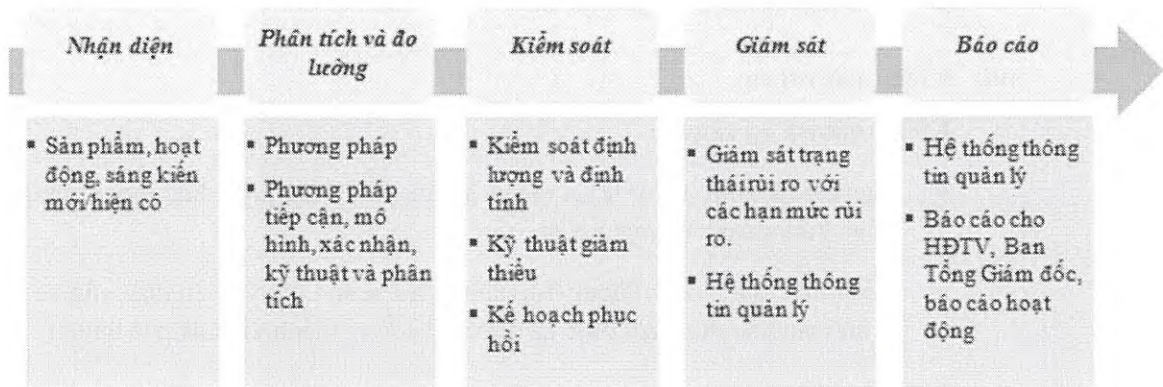 Nhận diện
Phân tích và đo
lường
Kiểm soát
Giám sát
Báo cáo
▪ Sản phẩm, hoạt
động, sáng kiến
mới/hiện có
▪ Phương pháp
▪ Phương pháp
tiếp cận, mô
hình, xác nhận,
kỹ thuật và phân
tích
▪ Kiểm soát định
lượng và định
tính
▪ Kỹ thuật giảm
thiểu
▪ Kế hoạch phục
hồi
▪ Giám sát trạng
thái rủi ro với
các hạn mức rủi
ro.
▪ Hệ thống thông
tin quản lý
▪ Hệ thống thông
tin quản lý
▪ Báo cáo cho
HĐTV, Ban
Tổng Giám đốc,
báo cáo hoạt
động